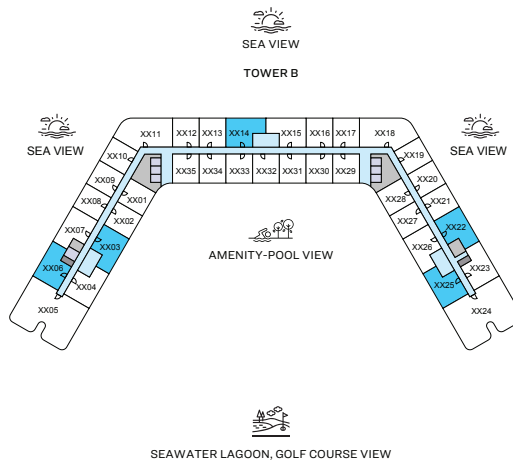 SEA VIEW
TOWER B
SEA VIEW
SEA VIEW
XX11 XX12 XX13 XX14 XX15 XX16 XX17 XX18
XX10 XX35 XX34 XX33 XX32 XX31 XX30 XX29 XX19
XX09 XX01 XX28 XX20
XX08 XX02 XX27 XX21
XX07 XX03 XX26 XX22
XX06 XX04 XX25 XX23
XX05 XX24
AMENITY-POOL VIEW
SEAWATER LAGOON, GOLF COURSE VIEW